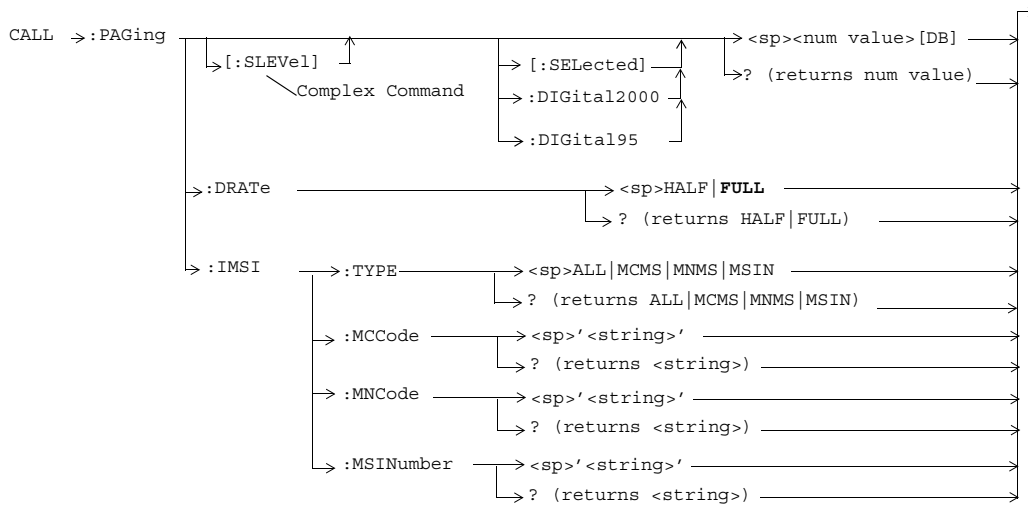 CALL :PAGing <sp><num value>[DB]
[:SLEVel] [:SELected] ? (returns num value)
Complex Command :DIGital2000
:DIGital95
:DRATe <sp>HALF|FULL
? (returns HALF|FULL)
:IMSI :TYPE <sp>ALL|MCMS|MNMS|MSIN
? (returns ALL|MCMS|MNMS|MSIN)
:MCCode <sp>'<string>'
? (returns <string>)
:MNCode <sp>'<string>'
? (returns <string>)
:MSINumber <sp>'<string>'
? (returns <string>)